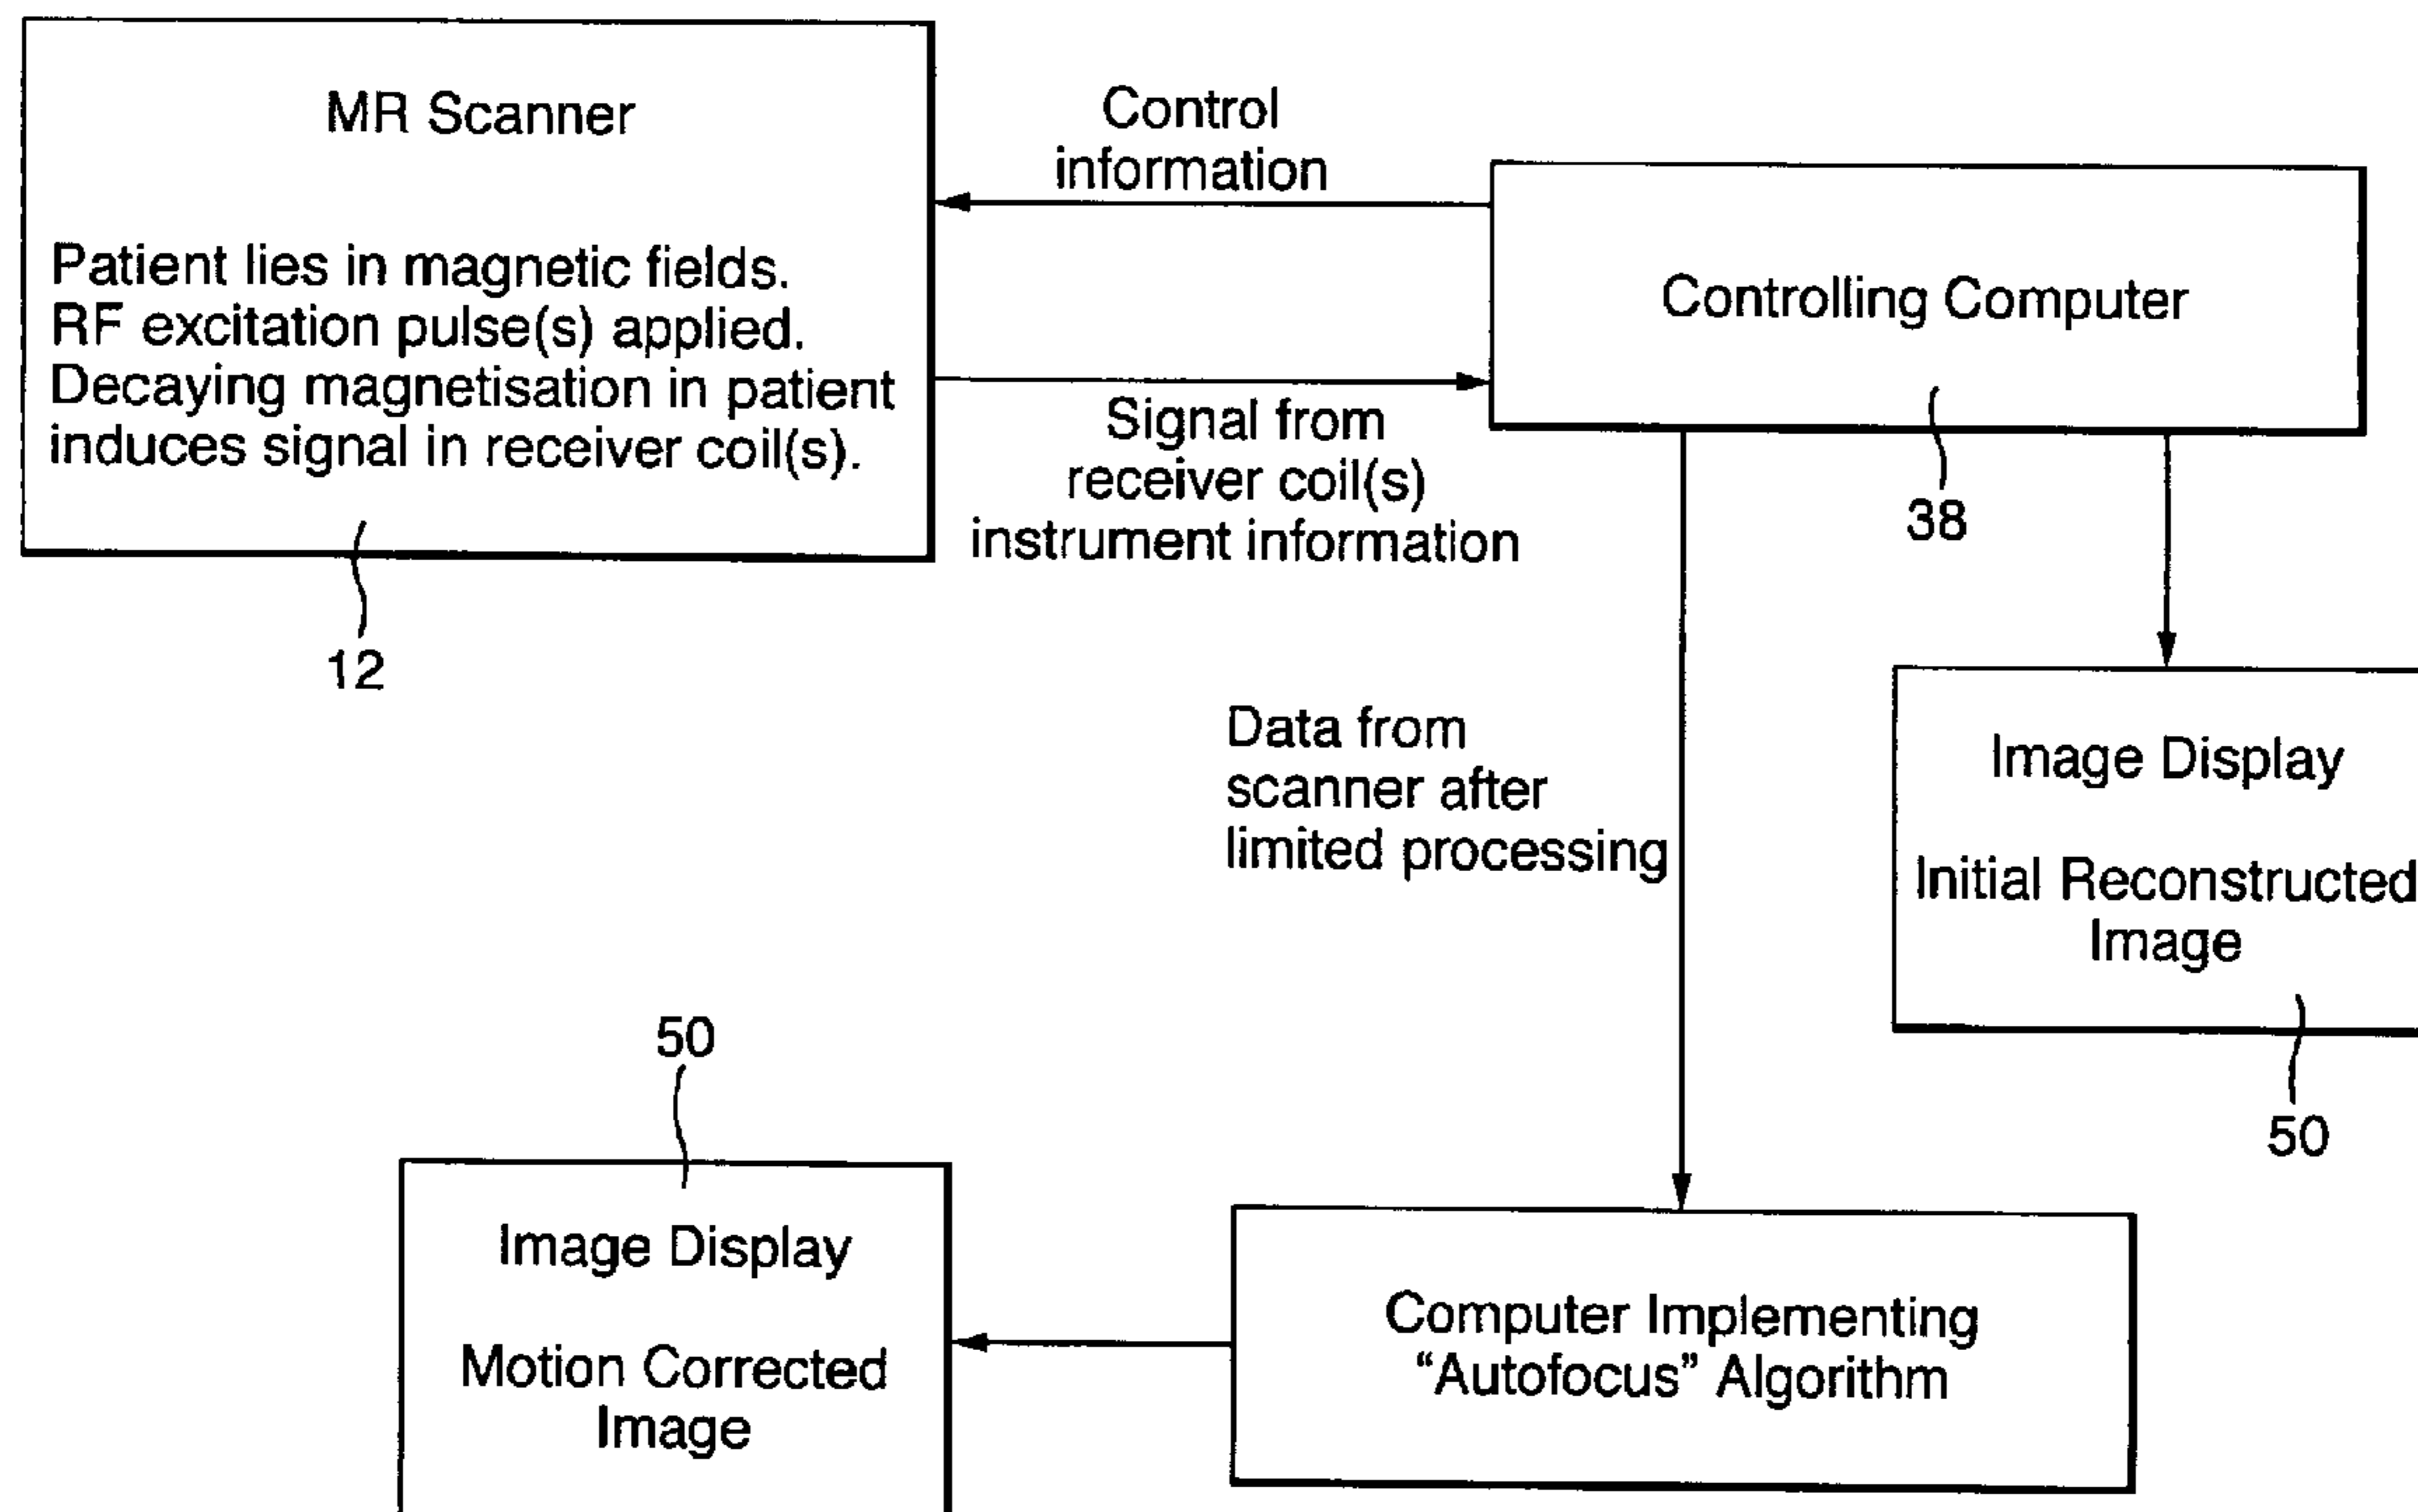 MR Scanner
Patient lies in magnetic fields.
RF excitation pulse(s) applied.
Decaying magnetisation in patient
induces signal in receiver coil(s).
12
Control
information
Signal from
receiver coil(s)
instrument information
Controlling Computer
38
Data from
scanner after
limited processing
Image Display
Initial Reconstructed
Image
50
50
Image Display
Motion Corrected
Image
Computer Implementing
“Autofocus” Algorithm